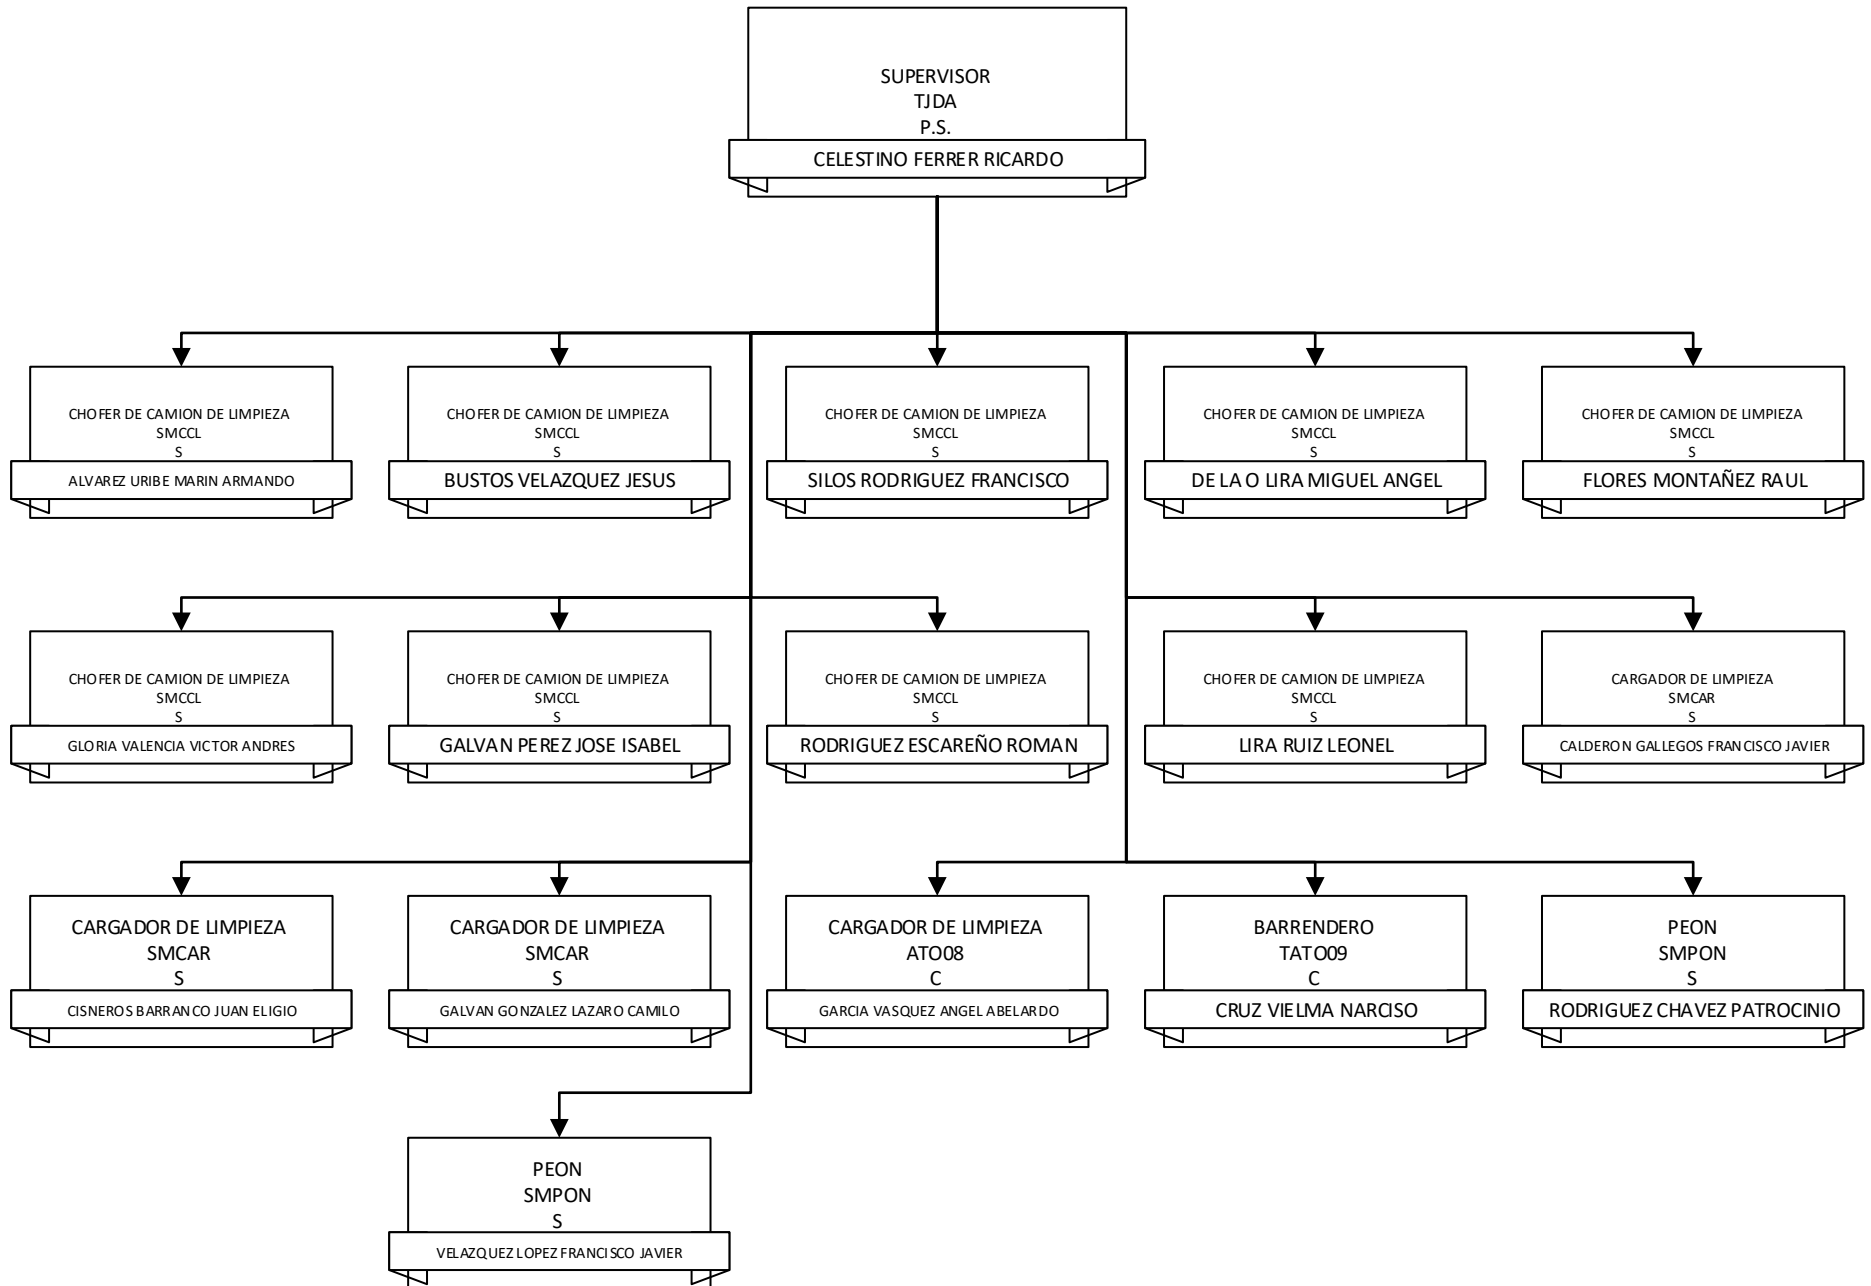 SUPERVISOR
TJDA
P.S.
CELESTINO FERRER RICARDO
CHOFER DE CAMION DE LIMPIEZA
SMCCL
S
ALVAREZ URIBE MARIN ARMANDO
CHOFER DE CAMION DE LIMPIEZA
SMCCL
S
BUSTOS VELAZQUEZ JESUS
CHOFER DE CAMION DE LIMPIEZA
SMCCL
S
SILOS RODRIGUEZ FRANCISCO
CHOFER DE CAMION DE LIMPIEZA
SMCCL
S
DE LA O LIRA MIGUEL ANGEL
CHOFER DE CAMION DE LIMPIEZA
SMCCL
S
FLORES MONTAÑEZ RAUL
CHOFER DE CAMION DE LIMPIEZA
SMCCL
S
GLORIA VALENCIA VICTOR ANDRES
CHOFER DE CAMION DE LIMPIEZA
SMCCL
S
GALVAN PEREZ JOSE ISABEL
CHOFER DE CAMION DE LIMPIEZA
SMCCL
S
RODRIGUEZ ESCAREÑO ROMAN
CHOFER DE CAMION DE LIMPIEZA
SMCCL
S
LIRA RUIZ LEONEL
CARGADOR DE LIMPIEZA
SMCAR
S
CALDERON GALLEGOS FRANCISCO JAVIER
CARGADOR DE LIMPIEZA
SMCAR
S
CISNEROS BARRANCO JUAN ELIGIO
CARGADOR DE LIMPIEZA
SMCAR
S
GALVAN GONZALEZ LAZARO CAMILO
CARGADOR DE LIMPIEZA
ATO08
C
GARCIA VASQUEZ ANGEL ABELARDO
BARRENDERO
TATO09
C
CRUZ VIELMA NARCISO
PEON
SMPON
S
RODRIGUEZ CHAVEZ PATROCINIO
PEON
SMPON
S
VELAZQUEZ LOPEZ FRANCISCO JAVIER